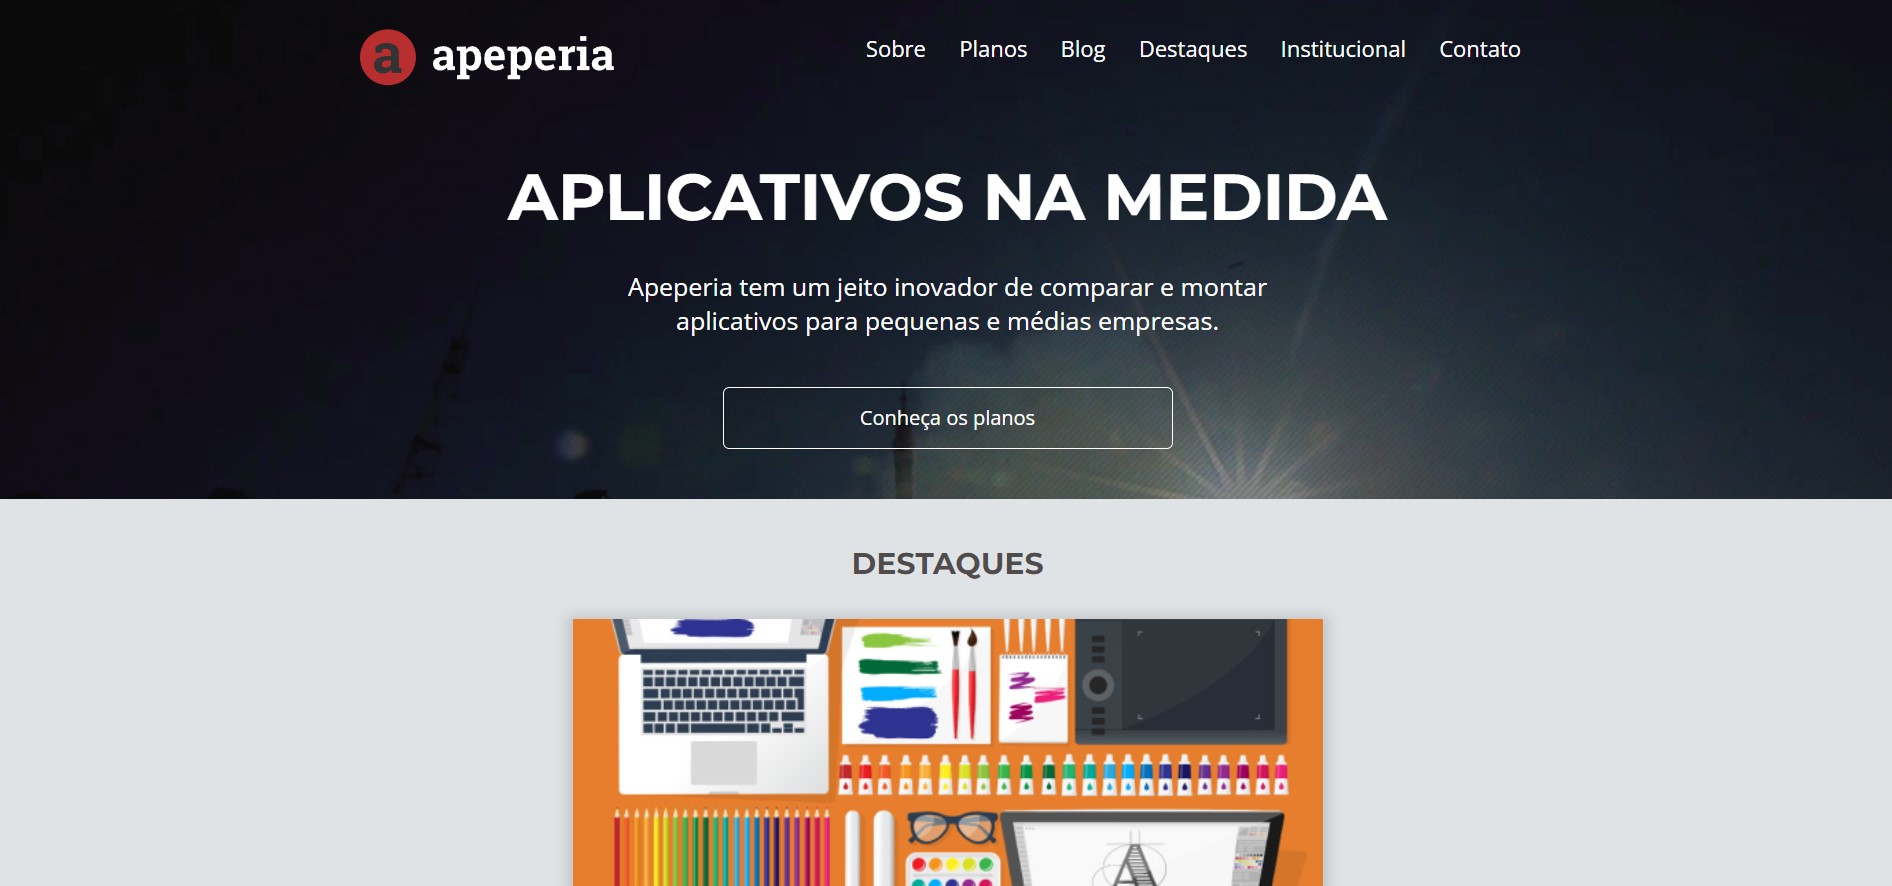 a apeperia
Sobre Planos Blog Destaques Institucional Contato
APLICATIVOS NA MEDIDA
Apeperia tem um jeito inovador de comparar e montar
aplicativos para pequenas e médias empresas.
Conheça os planos
DESTAQUES
A